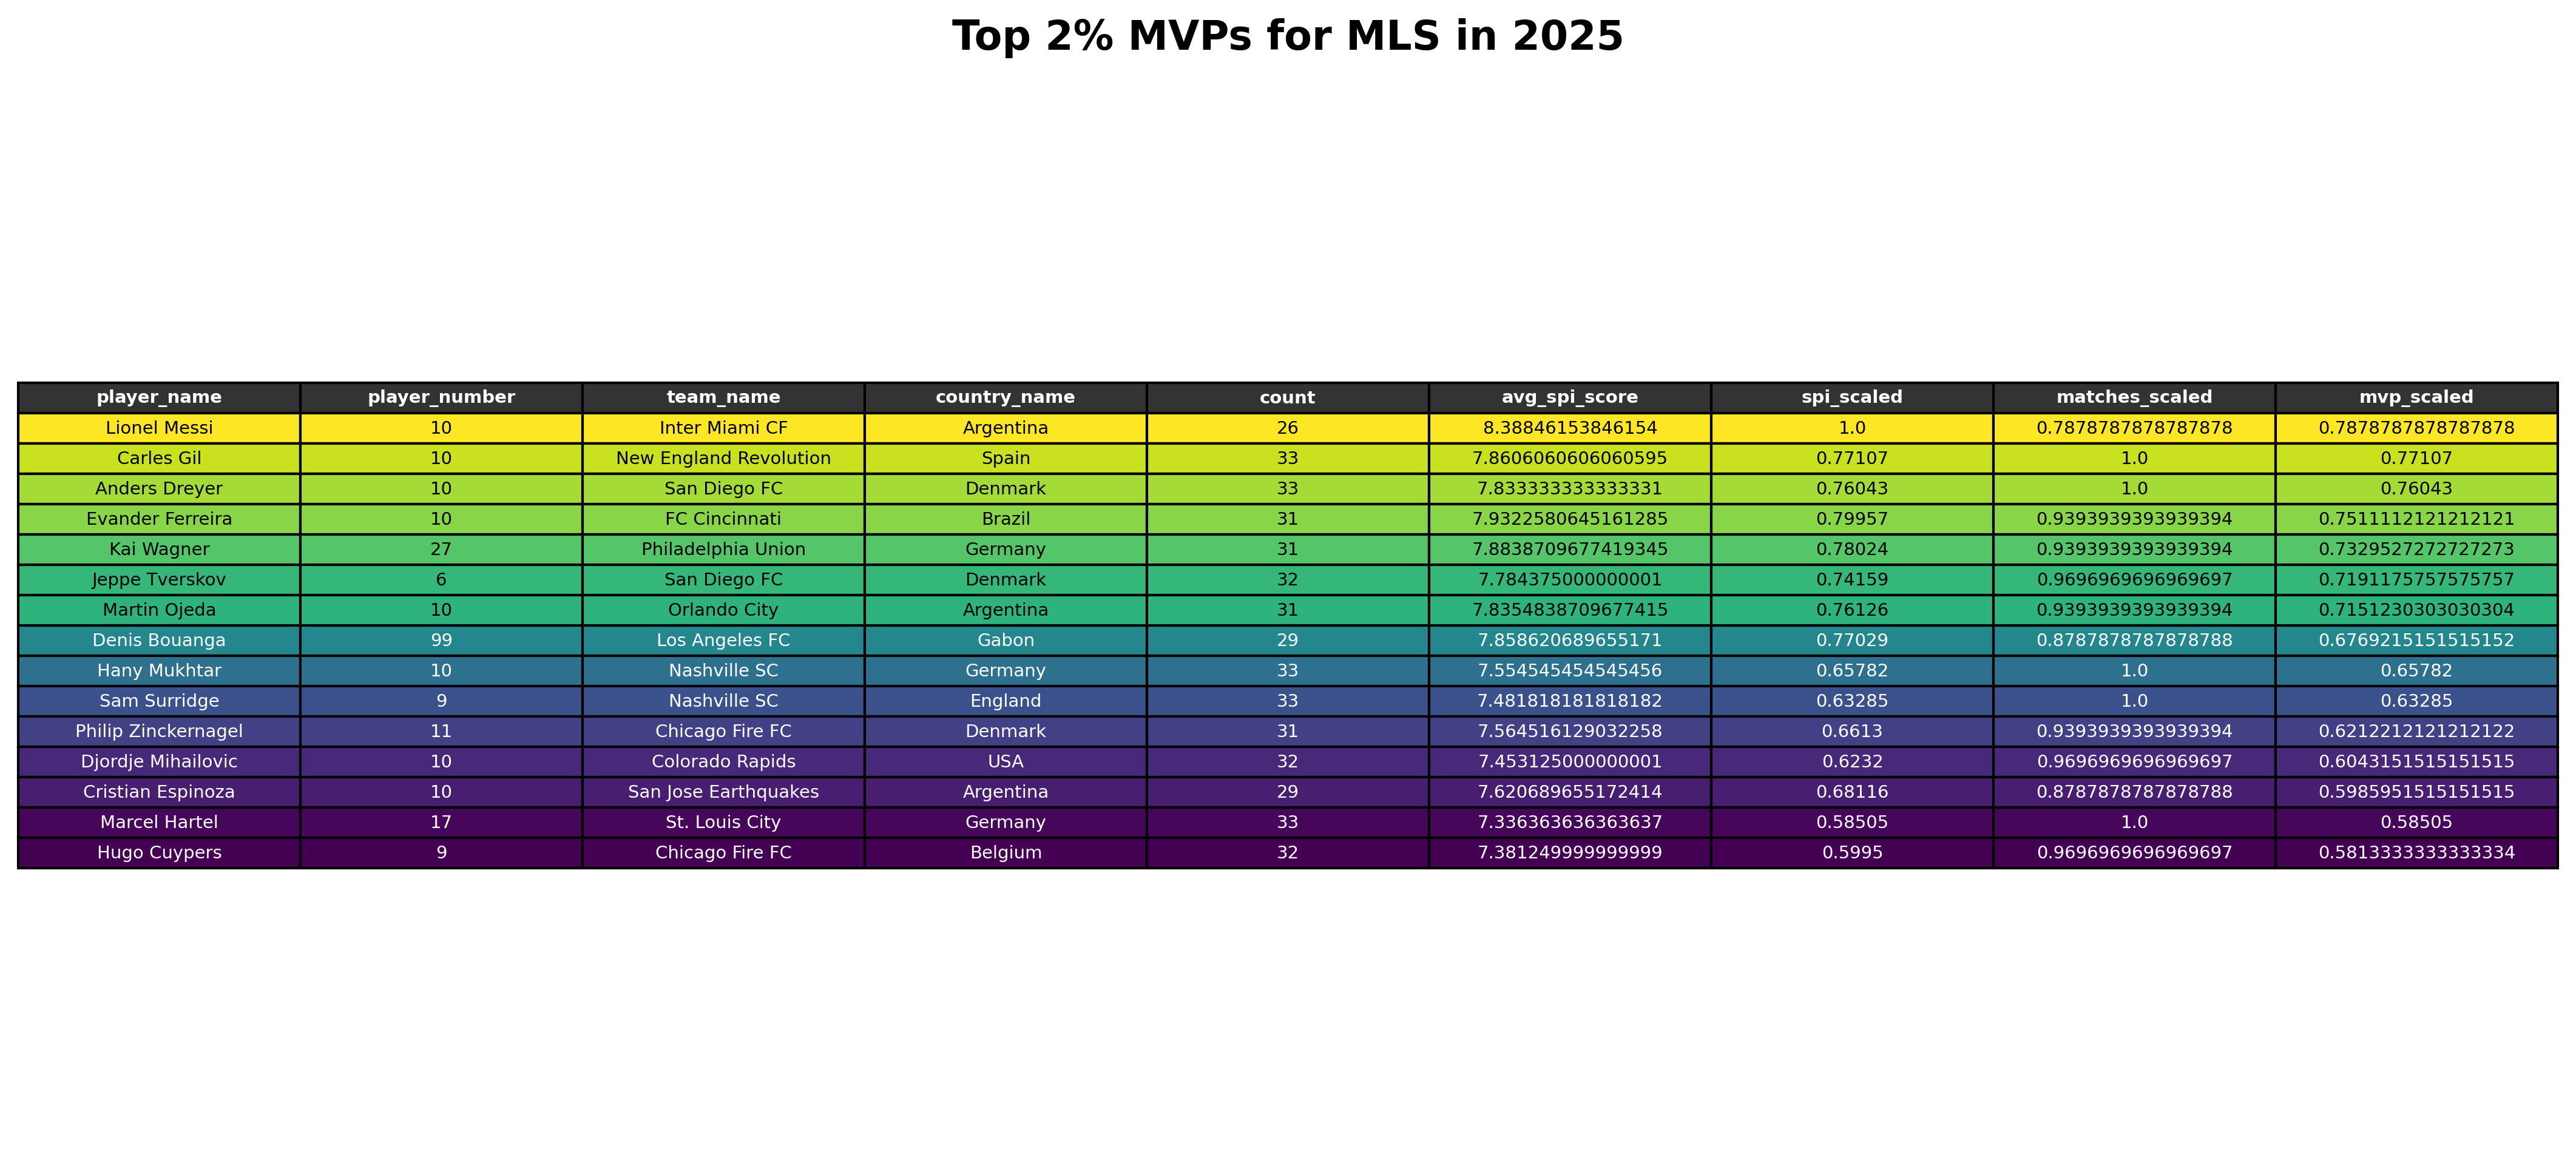 Top 2% MVPs for MLS in 2025
player_name player_number team_name country_name count avg_spi_score spi_scaled matches_scaled mvp_scaled
Lionel Messi 10 Inter Miami CF Argentina 26 8.38846153846154 1.0 0.7878787878787878 0.7878787878787878
Carles Gil 10 New England Revolution Spain 33 7.8606060606060595 0.77107 1.0 0.77107
Anders Dreyer 10 San Diego FC Denmark 33 7.833333333333331 0.76043 1.0 0.76043
Evander Ferreira 10 FC Cincinnati Brazil 31 7.9322580645161285 0.79957 0.9393939393939394 0.7511112121212121
Kai Wagner 27 Philadelphia Union Germany 31 7.8838709677419345 0.78024 0.9393939393939394 0.7329527272727273
Jeppe Tverskov 6 San Diego FC Denmark 32 7.784375000000001 0.74159 0.9696969696969697 0.7191175757575757
Martin Ojeda 10 Orlando City Argentina 31 7.8354838709677415 0.76126 0.9393939393939394 0.7151230303030304
Denis Bouanga 99 Los Angeles FC Gabon 29 7.858620689655171 0.77029 0.8787878787878788 0.6769215151515152
Hany Mukhtar 10 Nashville SC Germany 33 7.554545454545456 0.65782 1.0 0.65782
Sam Surridge 9 Nashville SC England 33 7.481818181818182 0.63285 1.0 0.63285
Philip Zinckernagel 11 Chicago Fire FC Denmark 31 7.564516129032258 0.6613 0.9393939393939394 0.6212212121212122
Djordje Mihailovic 10 Colorado Rapids USA 32 7.453125000000001 0.6232 0.9696969696969697 0.6043151515151515
Cristian Espinoza 10 San Jose Earthquakes Argentina 29 7.620689655172414 0.68116 0.8787878787878788 0.5985951515151515
Marcel Hartel 17 St. Louis City Germany 33 7.336363636363637 0.58505 1.0 0.58505
Hugo Cuypers 9 Chicago Fire FC Belgium 32 7.381249999999999 0.5995 0.9696969696969697 0.5813333333333334